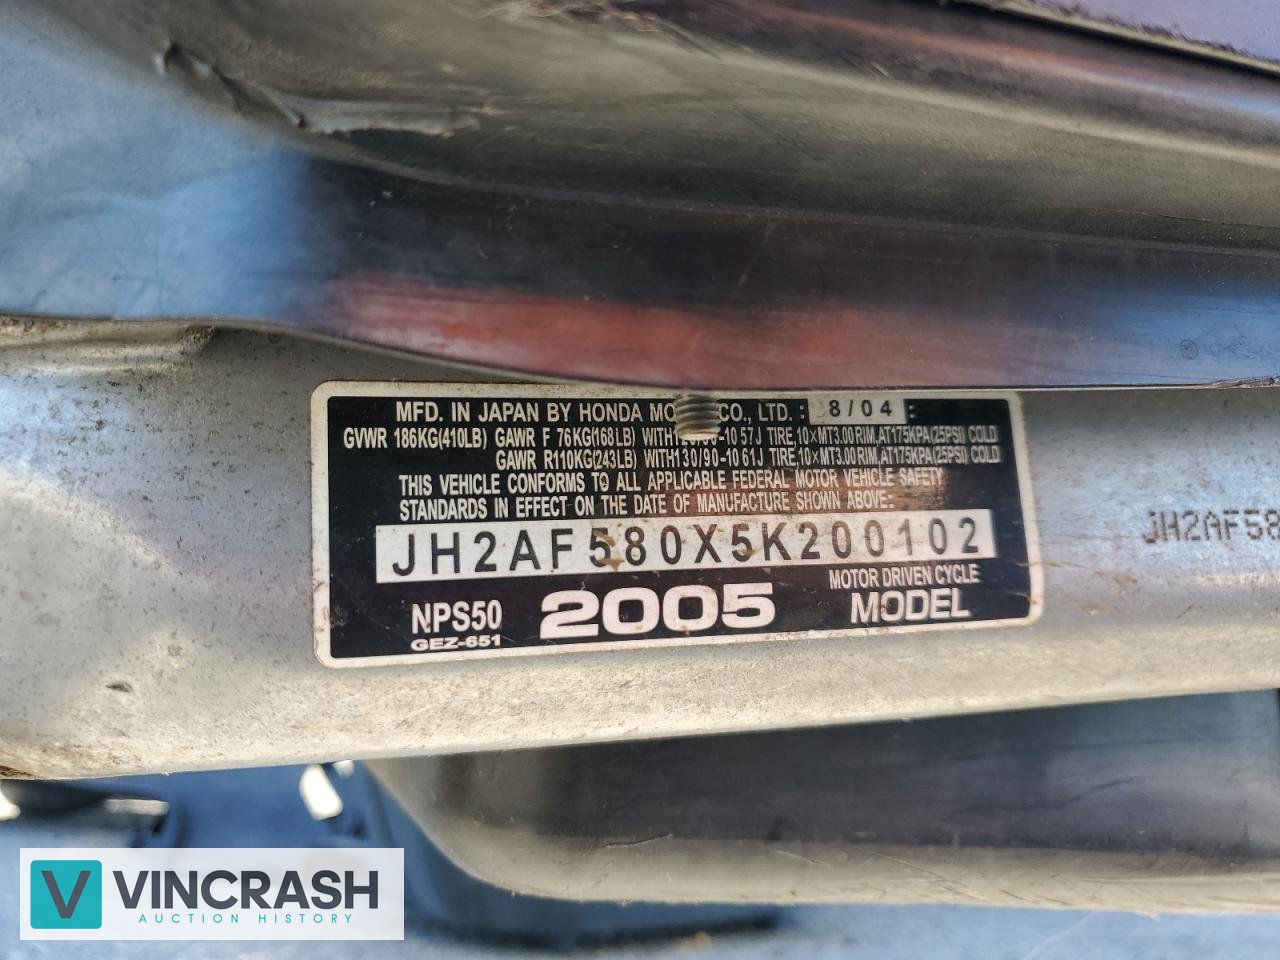 MFD. IN JAPAN BY HONDA CO., LTD.: 8/04 :
GVWR 186KG(410LB) GAWR F 76KG(168LB) WITH 57J TIRE, 10×MT3.00 RIM, AT175KPA(25PSI) COLD
GAWR R110KG(243LB) WITH130/90-10 61J TIRE, 10×MT3.00 RIM, AT175KPA(25PSI) COLD
THIS VEHICLE CONFORMS TO ALL APPLICABLE FEDERAL MOTOR VEHICLE SAFETY
STANDARDS IN EFFECT ON THE DATE OF MANUFACTURE SHOWN ABOVE:
JH2AF580X5K200102
NPS50 2005 MOTOR DRIVEN CYCLE
GEZ-651 MODEL
JH2AF58
V VINCRASH
AUCTION HISTORY